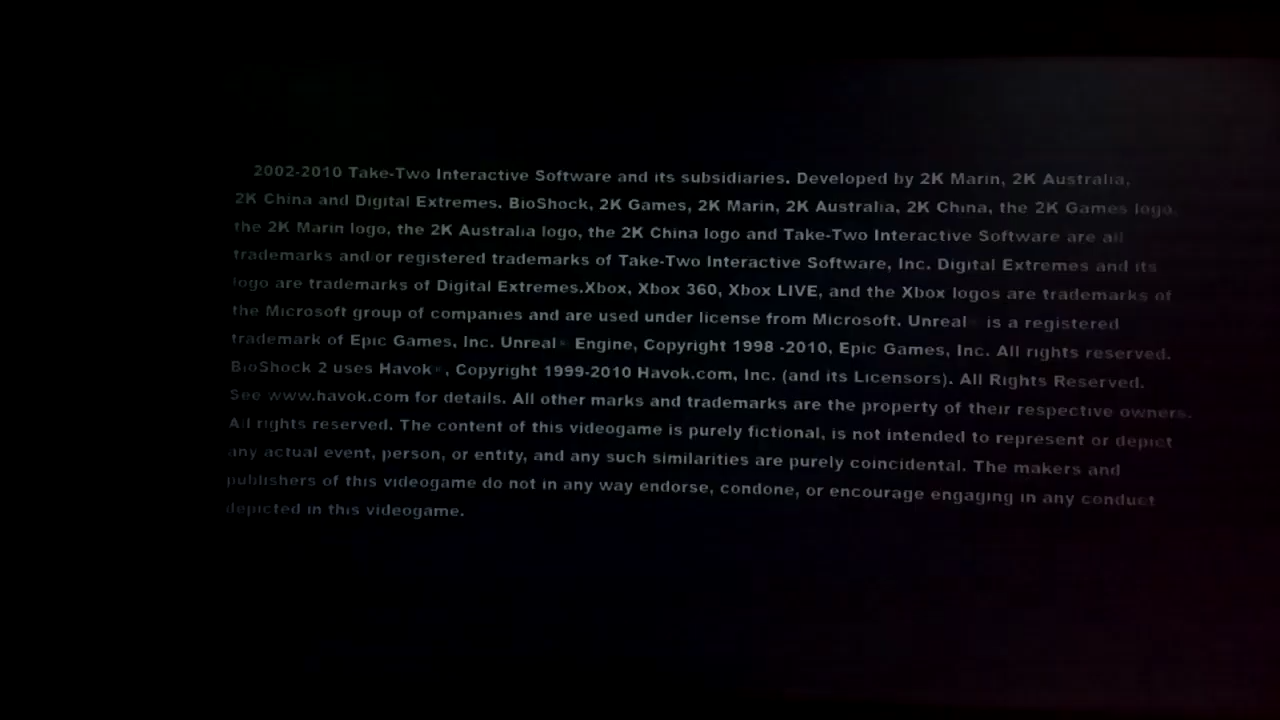 2002-2010 Take-Two Interactive Software and its subsidiaries. Developed by 2K Marin, 2K Australia,
2K China and Digital Extremes. BioShock, 2K Games, 2K Marin, 2K Australia, 2K China, the 2K Games logo,
the 2K Marin logo, the 2K Australia logo, the 2K China logo and Take-Two Interactive Software are all
trademarks and/or registered trademarks of Take-Two Interactive Software, Inc. Digital Extremes and its
logo are trademarks of Digital Extremes.Xbox, Xbox 360, Xbox LIVE, and the Xbox logos are trademarks of
the Microsoft group of companies and are used under license from Microsoft. Unreal is a registered
trademark of Epic Games, Inc. Unreal Engine, Copyright 1998 -2010, Epic Games, Inc. All rights reserved.
BioShock 2 uses Havok, Copyright 1999-2010 Havok.com, Inc. (and its Licensors). All Rights Reserved.
See www.havok.com for details. All other marks and trademarks are the property of their respective owners.
All rights reserved. The content of this videogame is purely fictional, is not intended to represent or depict
any actual event, person, or entity, and any such similarities are purely coincidental. The makers and
publishers of this videogame do not in any way endorse, condone, or encourage engaging in any conduct
depicted in this videogame.